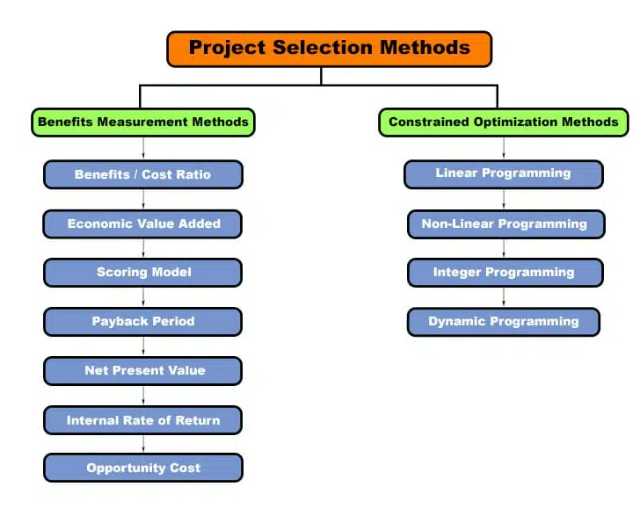 Project Selection Methods
Benefits Measurement Methods
Benefits / Cost Ratio
Economic Value Added
Scoring Model
Payback Period
Net Present Value
Internal Rate of Return
Opportunity Cost
Constrained Optimization Methods
Linear Programming
Non-Linear Programming
Integer Programming
Dynamic Programming